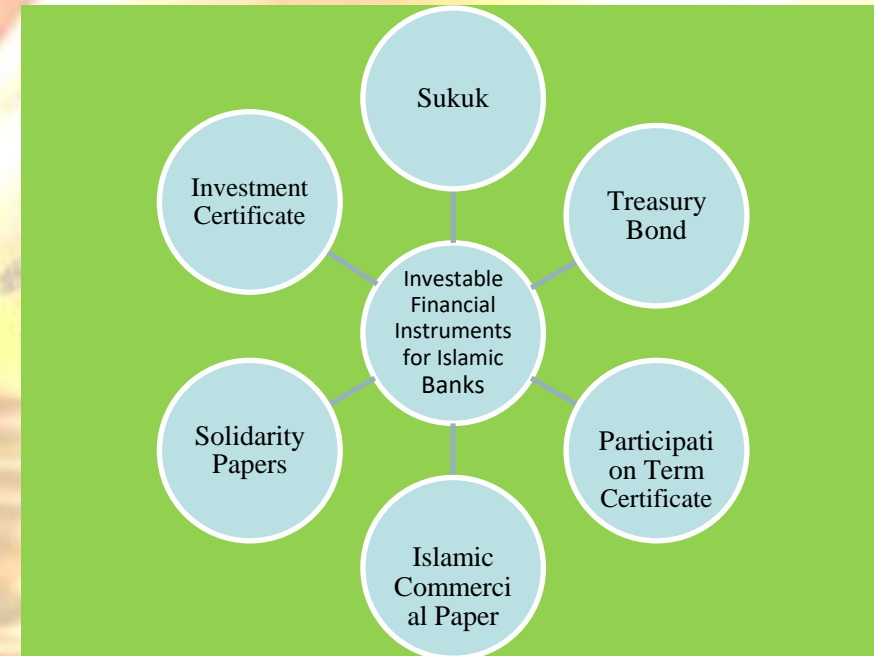 Sukuk
Treasury
Bond
Participati
on Term
Certificate
Islamic
Commerci
al Paper
Solidarity
Papers
Investment
Certificate
Investable
Financial
Instruments
for Islamic
Banks